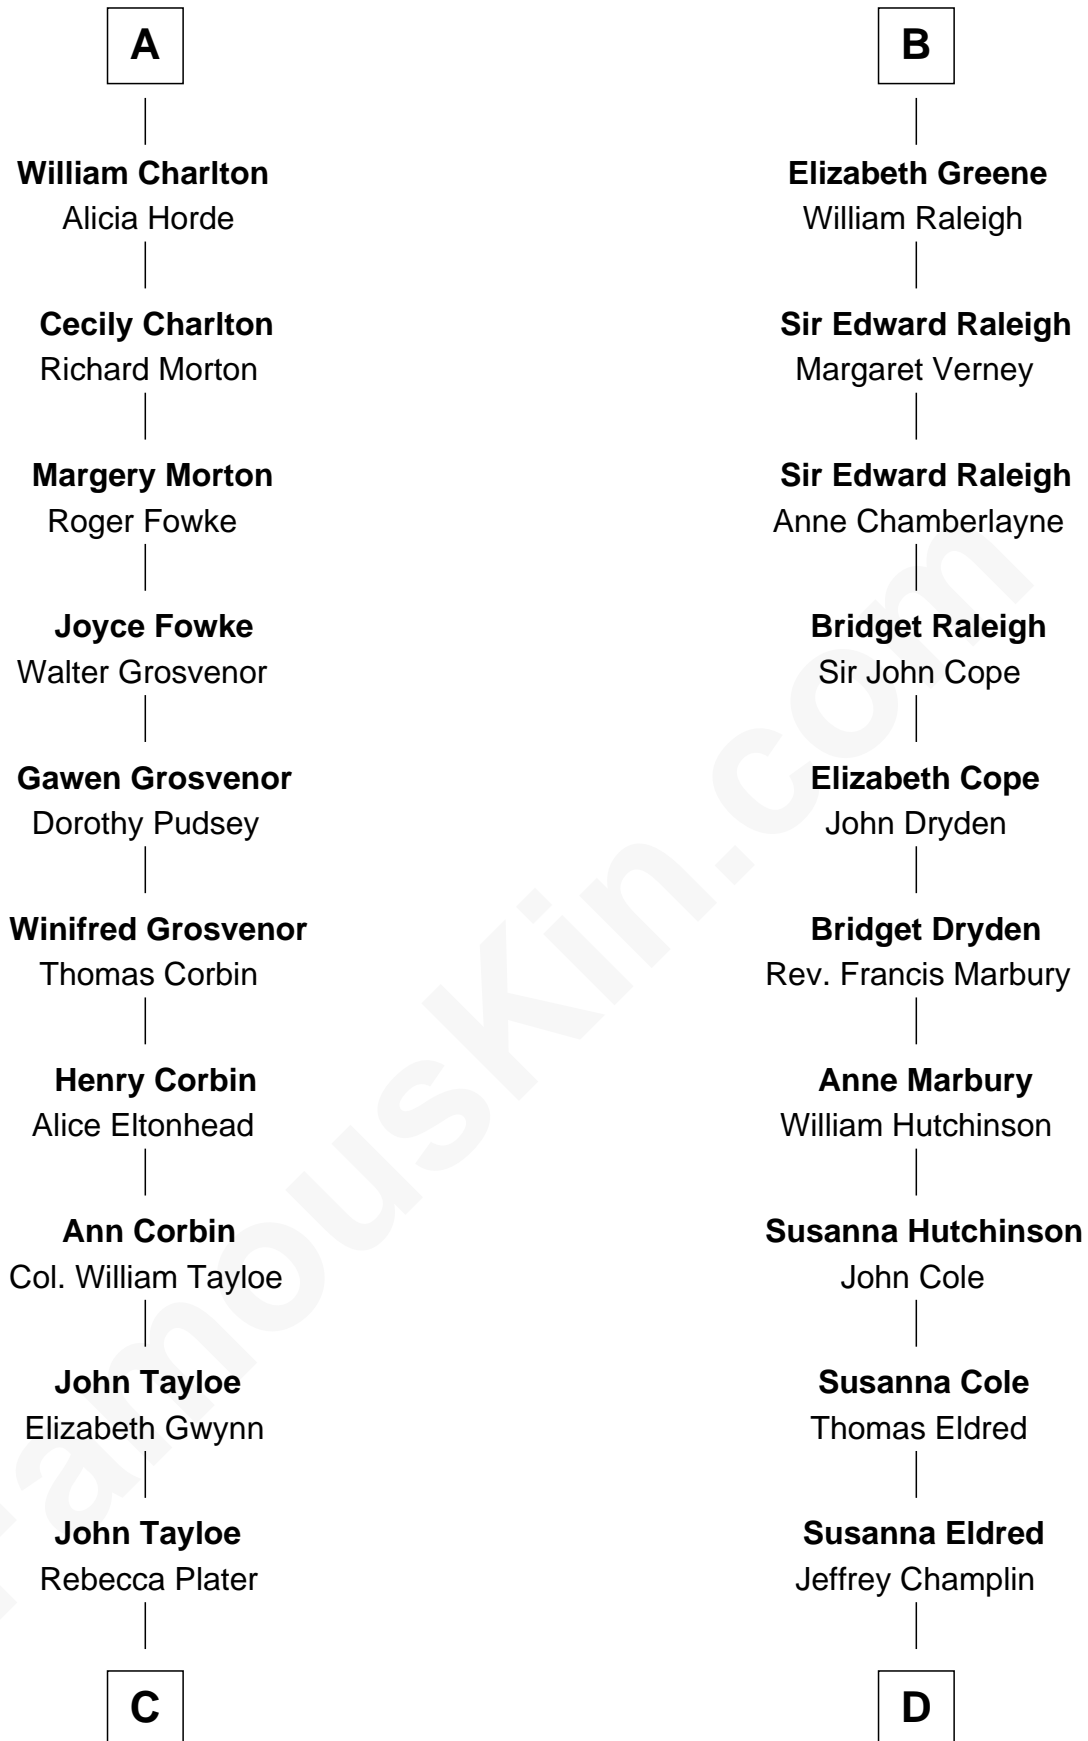 A
William Charlton
Alicia Horde
Cecily Charlton
Richard Morton
Margery Morton
Roger Fowke
Joyce Fowke
Walter Grosvenor
Gawen Grosvenor
Dorothy Pudsey
Winifred Grosvenor
Thomas Corbin
Henry Corbin
Alice Eltonhead
Ann Corbin
Col. William Tayloe
John Tayloe
Elizabeth Gwynn
John Tayloe
Rebecca Plater
C
B
Elizabeth Greene
William Raleigh
Sir Edward Raleigh
Margaret Verney
Sir Edward Raleigh
Anne Chamberlayne
Bridget Raleigh
Sir John Cope
Elizabeth Cope
John Dryden
Bridget Dryden
Rev. Francis Marbury
Anne Marbury
William Hutchinson
Susanna Hutchinson
John Cole
Susanna Cole
Thomas Eldred
Susanna Eldred
Jeffrey Champlin
D
FamousKin.com